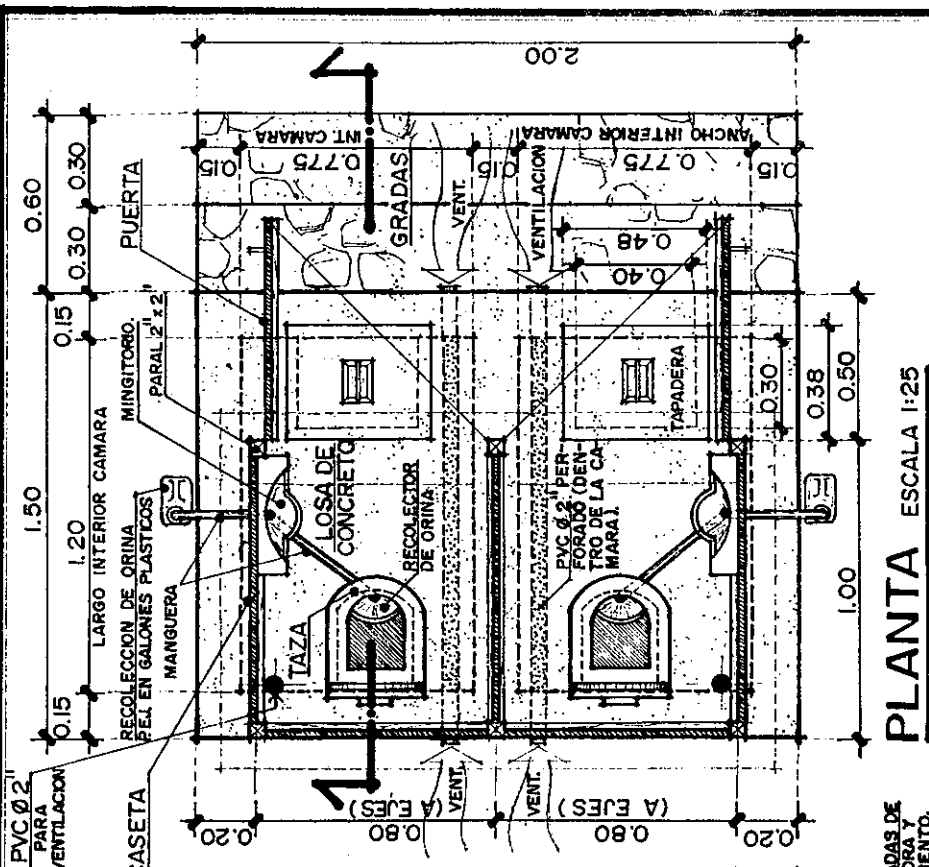 PVC Ø 2"
PARA
VENTILACION
CASETA
0.60
0.30
0.30
1.50
0.15
1.20
0.15
LARGO INTERIOR CAMARA
RECOLECCION DE ORINA
EN GALONES PLASTICOS
MANGUERA
MINGITORIO
PARAL 2" x 2"
PUERTA
2.00
0.15
INT. CAMARA
0.775
0.15
ANCHO INTERIOR CAMARA
0.775
0.15
GRADAS
VENT.
VENTILACION
0.48
0.40
LOSA DE
CONCRETO
RECOLECTOR
DE ORINA
TAZA
PVC Ø 2" PER-
FORADO (DEN-
TRO DE LA CA-
MARA).
TAPADERA
0.30
0.38
0.50
1.00
VENT.
VENT.
0.20
0.80
(A EJES)
0.80
(A EJES)
0.20
1
1
PLANTA ESCALA 1:25